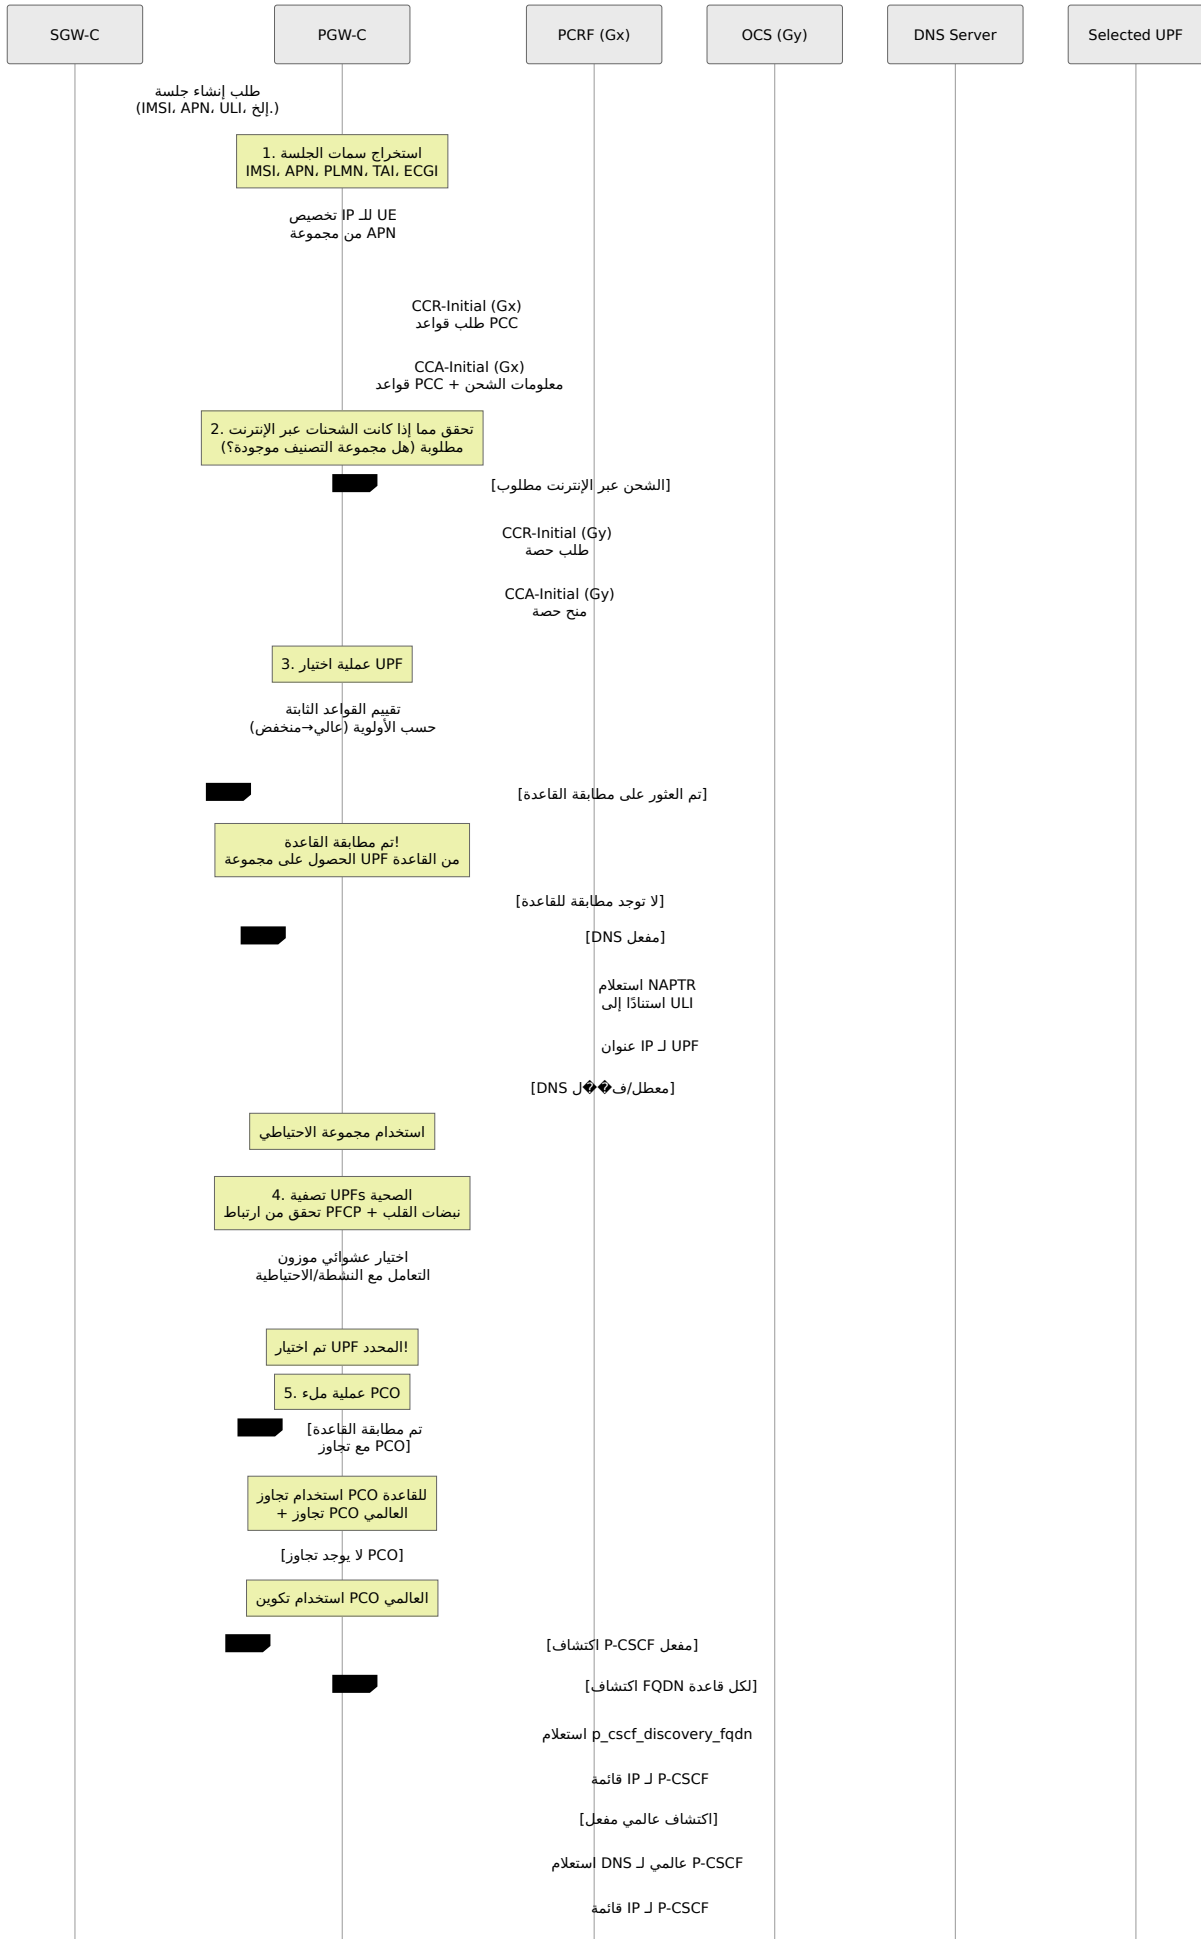 SGW-C
PGW-C
PCRF (Gx)
OCS (Gy)
DNS Server
Selected UPF
طلب إنشاء جلسة
(IMSI، APN، ULI، إلخ.)
1. استخراج سمات الجلسة
IMSI، APN، PLMN، TAI، ECGI
تخصيص IP للـ UE
من مجموعة APN
CCR-Initial (Gx)
طلب قواعد PCC
CCA-Initial (Gx)
قواعد PCC + معلومات الشحن
2. تحقق مما إذا كانت الشحنات عبر الإنترنت
مطلوبة (هل مجموعة التصنيف موجودة؟)
[الشحن عبر الإنترنت مطلوب]
CCR-Initial (Gy)
طلب حصة
CCA-Initial (Gy)
منح حصة
3. عملية اختيار UPF
تقييم القواعد الثابتة
حسب الأولوية (عالي→منخفض)
[تم العثور على مطابقة القاعدة]
تم مطابقة القاعدة!
الحصول على مجموعة UPF من القاعدة
[لا توجد مطابقة للقاعدة]
[DNS مفعل]
استعلام NAPTR
استنادًا إلى ULI
عنوان IP لـ UPF
[DNS معطل/ف��ل]
استخدام مجموعة الاحتياطي
4. تصفية UPFs الصحية
تحقق من ارتباط PFCP + نبضات القلب
اختيار عشوائي موزون
التعامل مع النشطة/الاحتياطية
تم اختيار UPF المحدد!
5. عملية ملء PCO
[تم مطابقة القاعدة
مع تجاوز PCO]
استخدام تجاوز PCO للقاعدة
+ تجاوز PCO العالمي
[لا يوجد تجاوز PCO]
استخدام تكوين PCO العالمي
[اكتشاف P-CSCF مفعل]
[اكتشاف FQDN لكل قاعدة]
استعلام p_cscf_discovery_fqdn
قائمة IP لـ P-CSCF
[اكتشاف عالمي مفعل]
استعلام DNS عالمي لـ P-CSCF
قائمة IP لـ P-CSCF